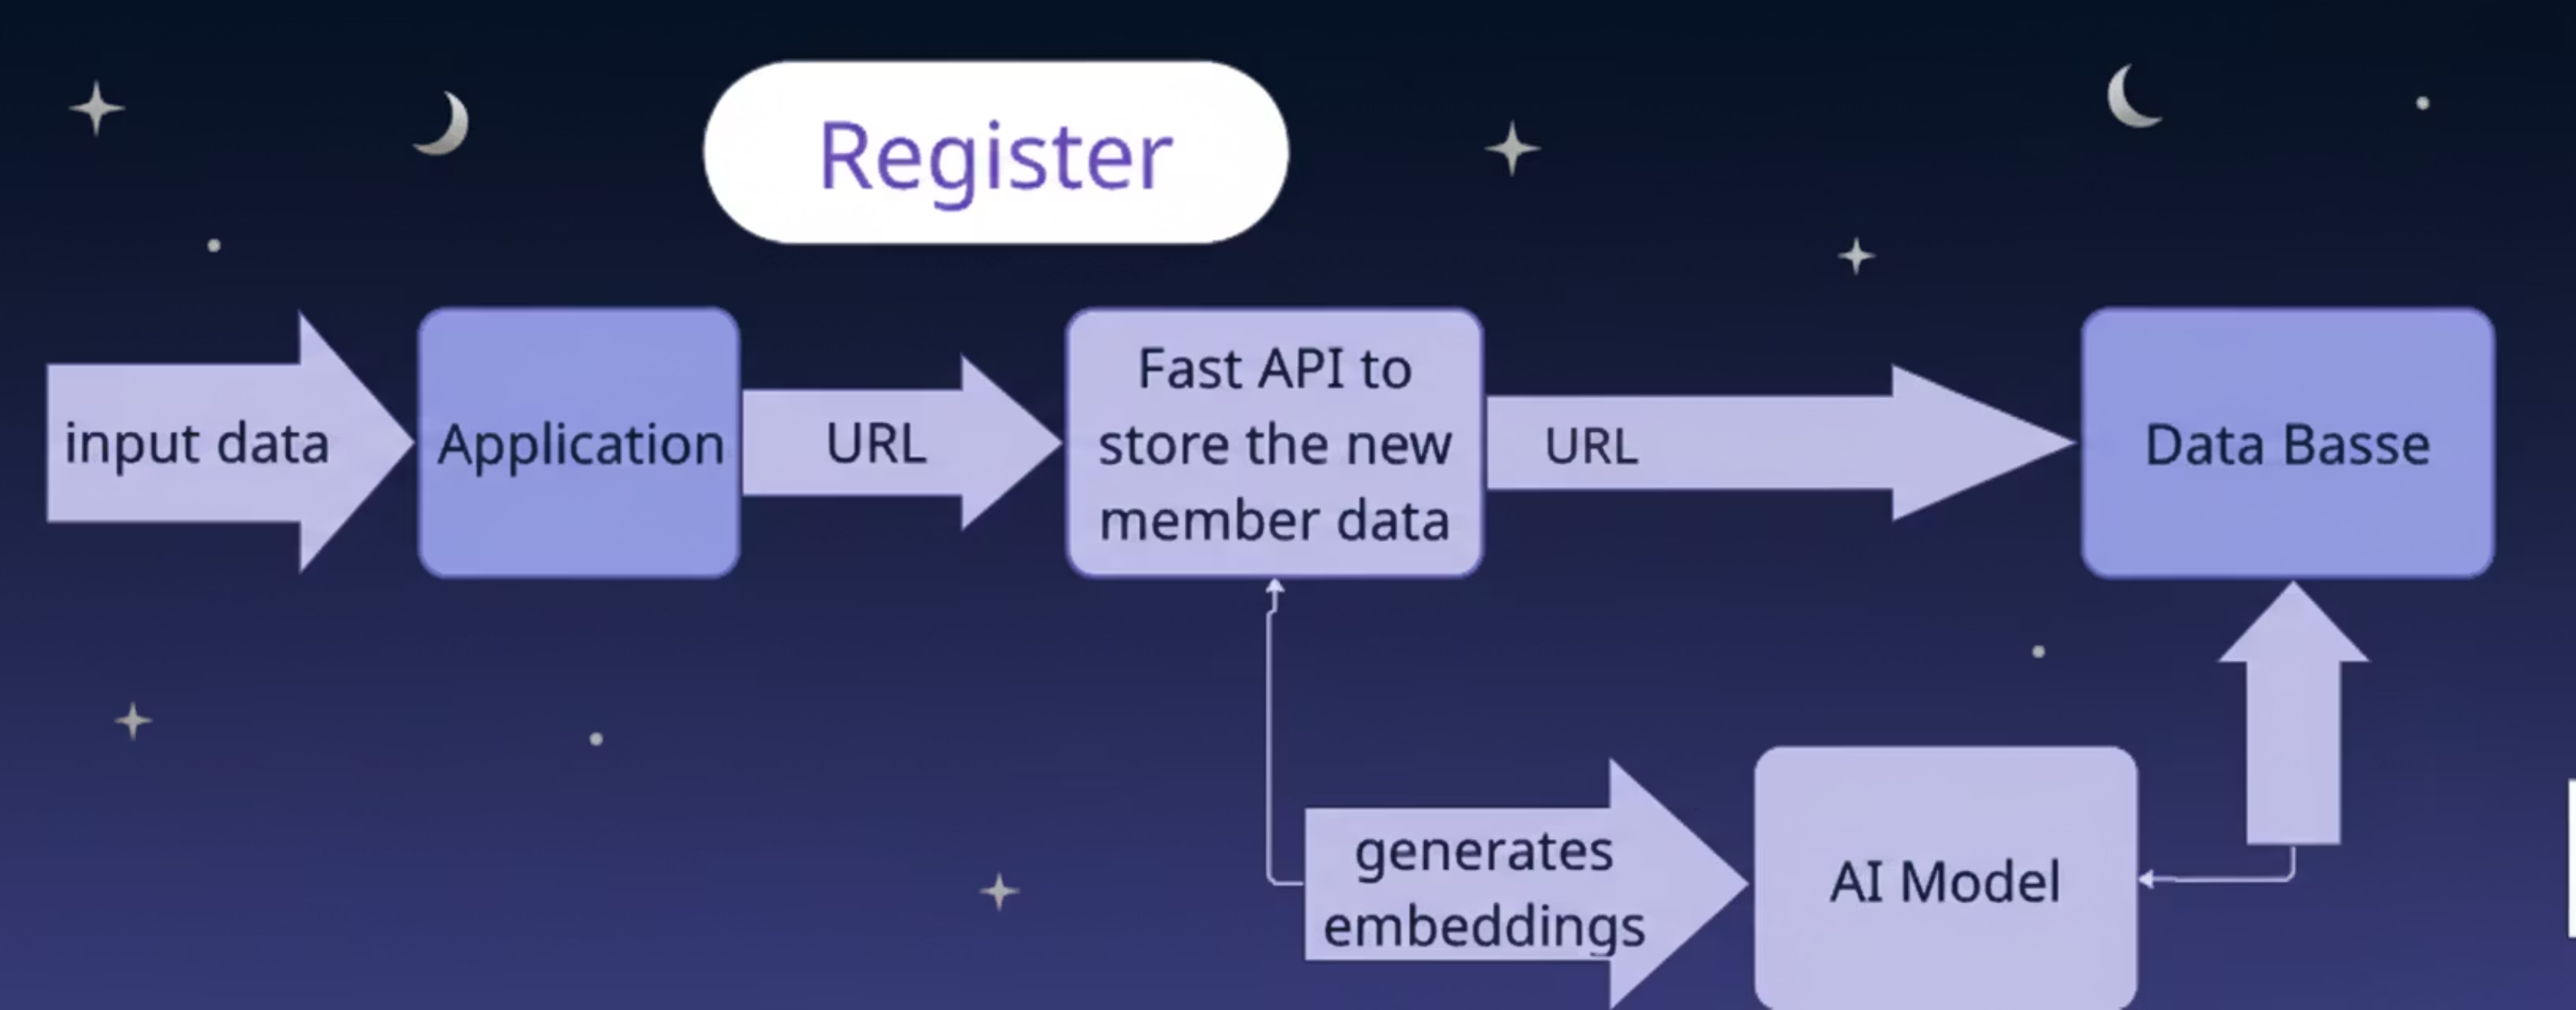 Register
input data
Application
URL
Fast API to
store the new
member data
URL
Data Basse
generates
embeddings
AI Model